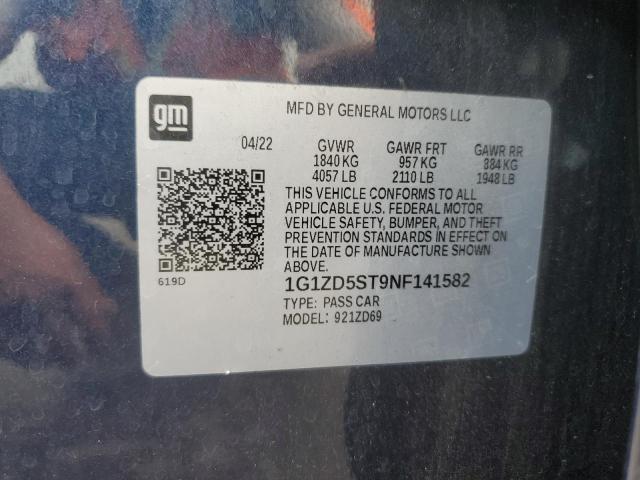 gm
MFD BY GENERAL MOTORS LLC
04/22 GVWR GAWR FRT GAWR RR
1840 KG 957 KG 884 KG
4057 LB 2110 LB 1948 LB
THIS VEHICLE CONFORMS TO ALL
APPLICABLE U.S. FEDERAL MOTOR
VEHICLE SAFETY, BUMPER, AND THEFT
PREVENTION STANDARDS IN EFFECT ON
THE DATE OF MANUFACTURE SHOWN
ABOVE.
619D
1G1ZD5ST9NF141582
TYPE: PASS CAR
MODEL: 921ZD69